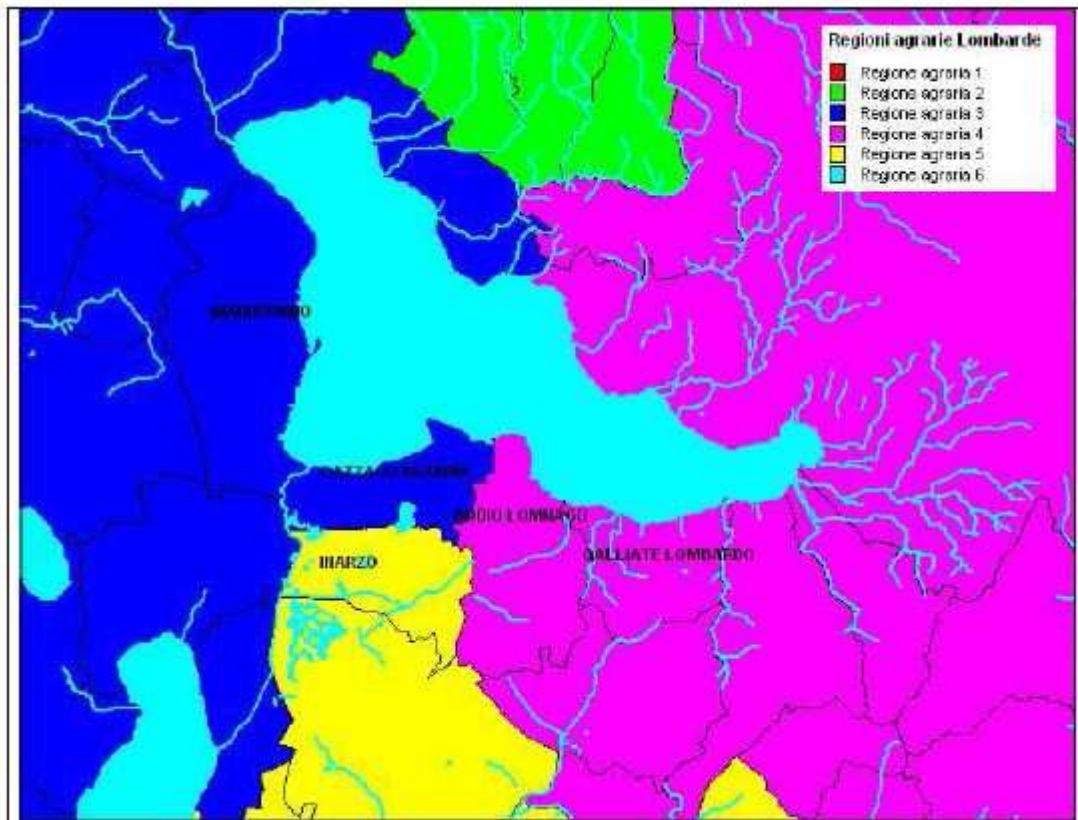 Regioni agrarie Lombarde
Regione agraria 1
Regione agraria 2
Regione agraria 3
Regione agraria 4
Regione agraria 5
Regione agraria 6
BODIO LOMNAGO
INARZO
GALLIATE LOMBARDO